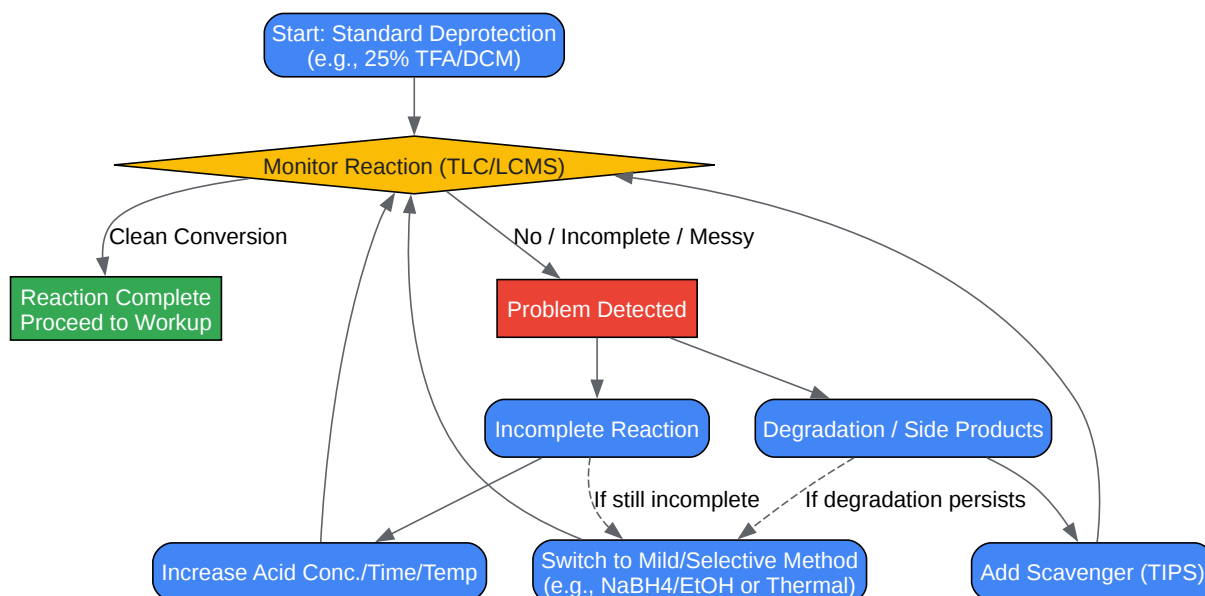 Start: Standard Deprotection
(e.g., 25% TFA/DCM)
Monitor Reaction (TLC/LCMS)
Clean Conversion
No / Incomplete / Messy
Reaction Complete
Proceed to Workup
Problem Detected
Incomplete Reaction
Degradation / Side Products
If still incomplete
If degradation persists
Increase Acid Conc./Time/Temp
Switch to Mild/Selective Method
(e.g., NaBH4/EtOH or Thermal)
Add Scavenger (TIPS)